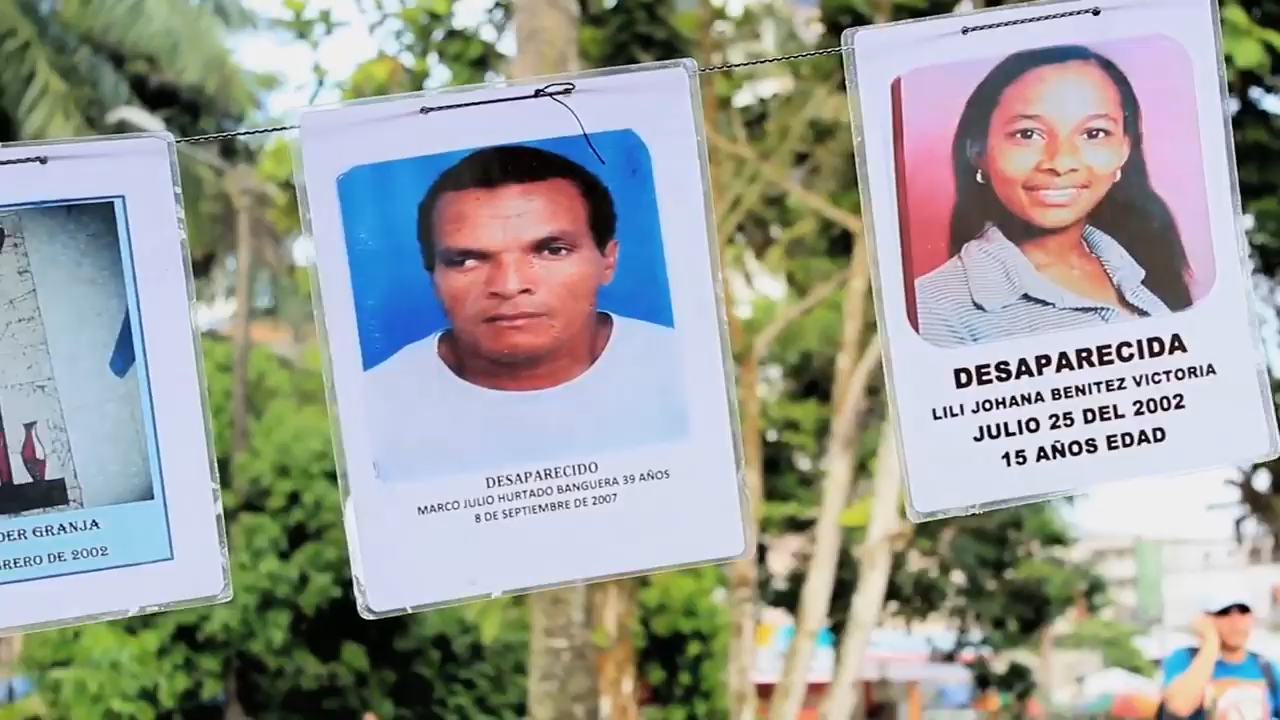 DER GRANJA
BRERO DE 2002
DESAPARECIDO
MARCO JULIO HURTADO BANGUERA 39 AÑOS
8 DE SEPTIEMBRE DE 2007
DESAPARECIDA
LILI JOHANA BENITEZ VICTORIA
JULIO 25 DEL 2002
15 AÑOS EDAD